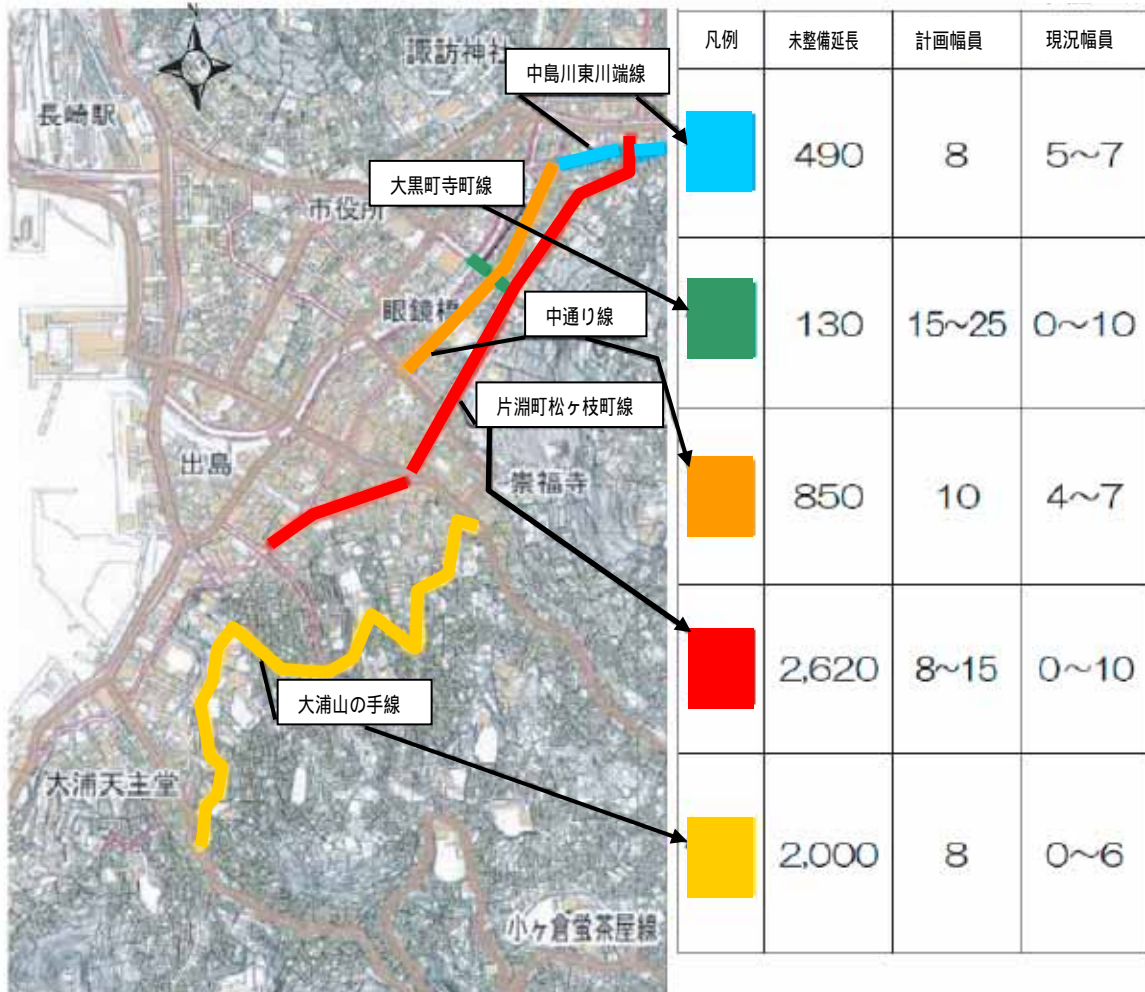 N
諏訪神社
中島川東川端線
長崎駅
大黒町寺町線
市役所
眼鏡橋
中通り線
片淵町松ヶ枝町線
出島
崇福寺
大浦山の手線
大浦天主堂
小ヶ倉蛍茶屋線
凡例 未整備延長 計画幅員 現況幅員
490 8 5~7
130 15~25 0~10
850 10 4~7
2,620 8~15 0~10
2,000 8 0~6